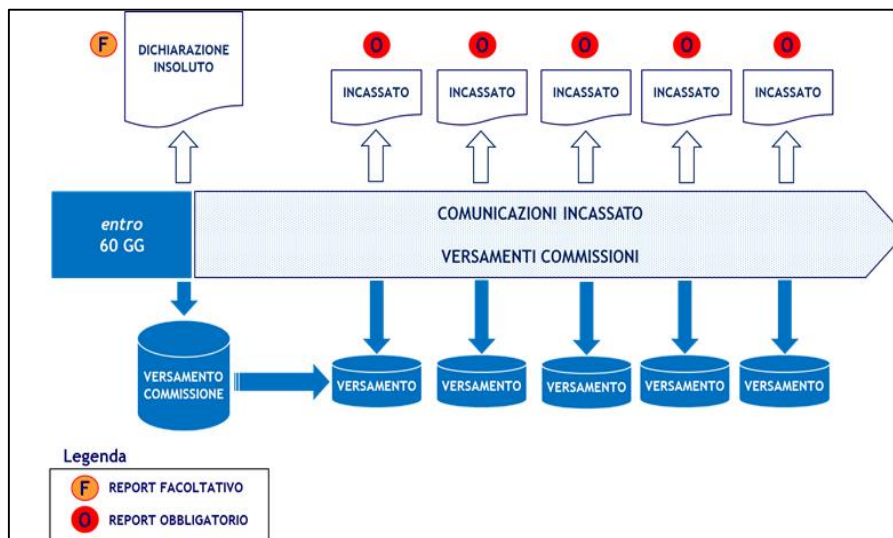 F
DICHIARAZIONE
INSOLUTO
O
O
O
O
O
INCASSATO
INCASSATO
INCASSATO
INCASSATO
INCASSATO
entro
60 GG
COMUNICAZIONI INCASSATO
VERSAMENTI COMMISSIONI
VERSAMENTO
COMMISSIONE
VERSAMENTO
VERSAMENTO
VERSAMENTO
VERSAMENTO
VERSAMENTO
Legenda
F REPORT FACOLTATIVO
O REPORT OBBLIGATORIO